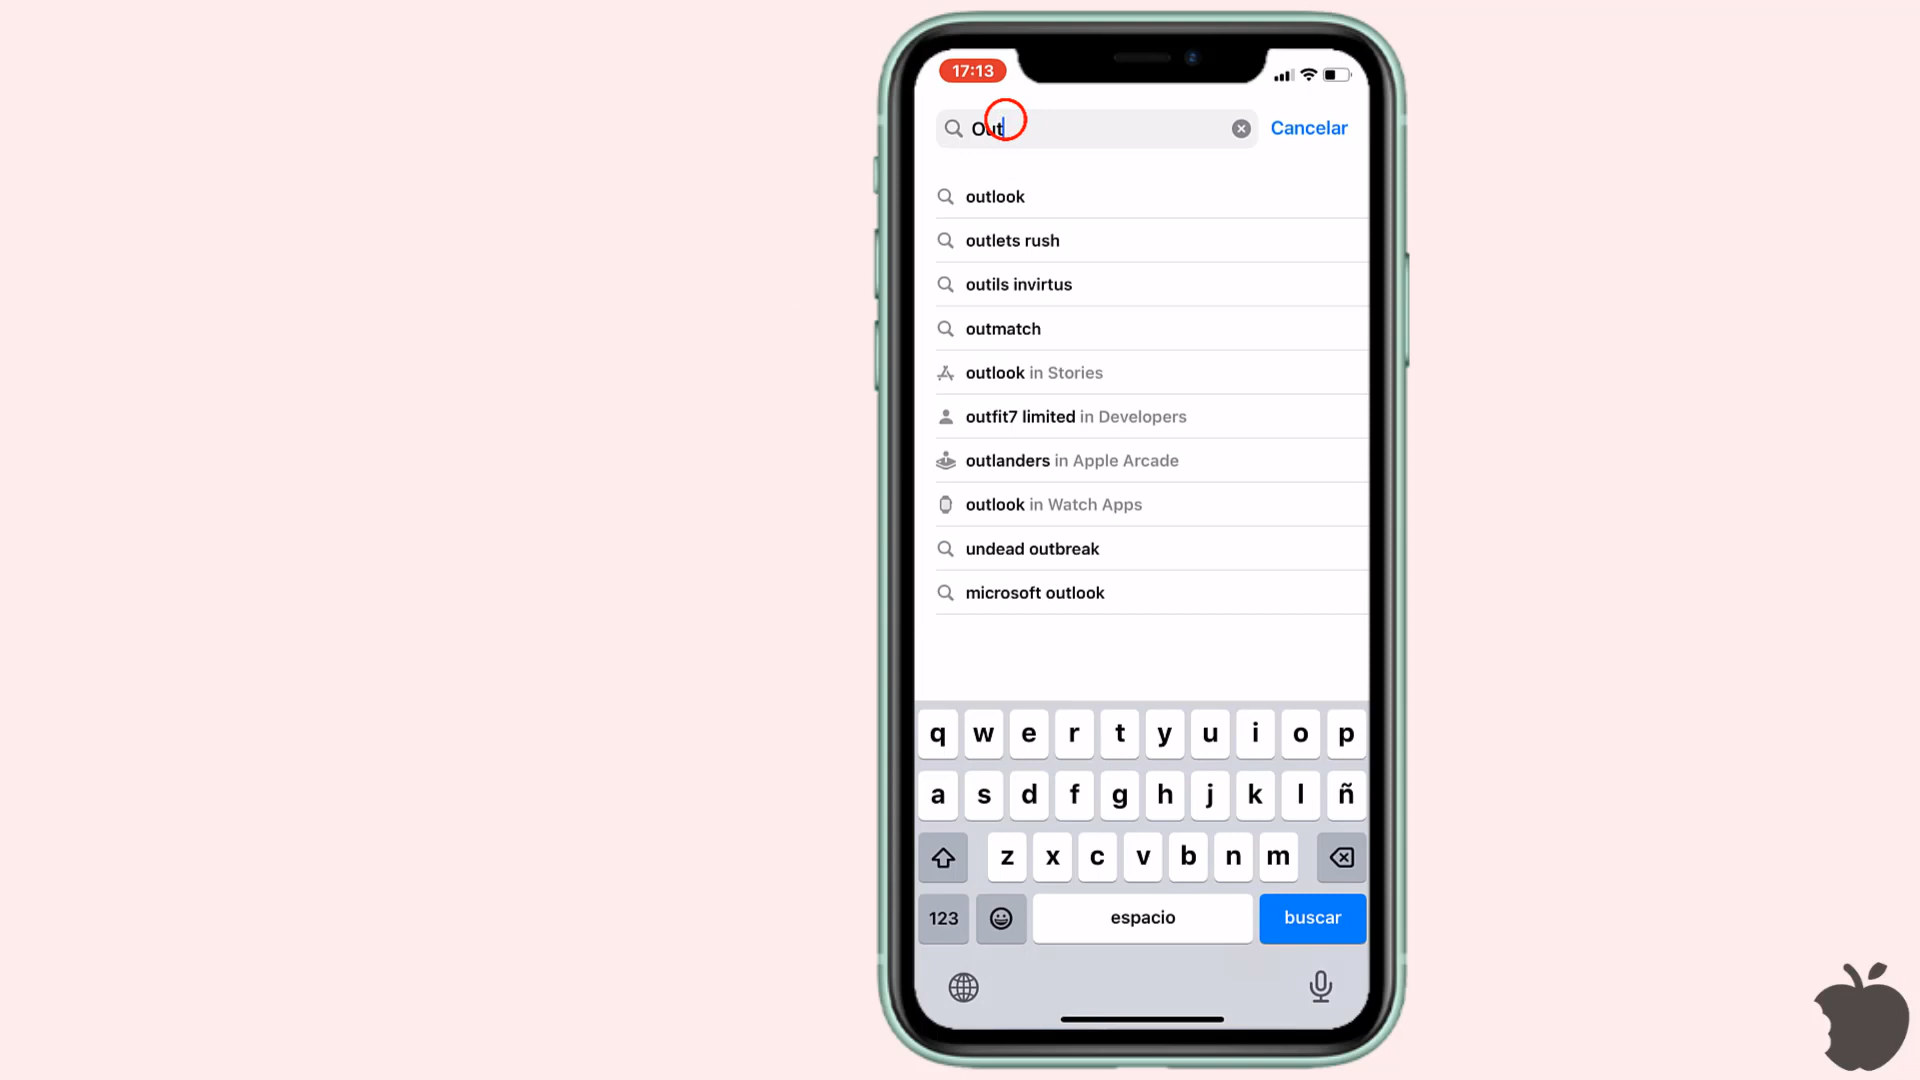 17:13
Out
Cancelar
outlook
outlets rush
outils invirtus
outmatch
outlook in Stories
outfit7 limited in Developers
outlanders in Apple Arcade
outlook in Watch Apps
undead outbreak
microsoft outlook
q w e r t y u i o p
a s d f g h j k l ñ
z x c v b n m
123 espacio buscar